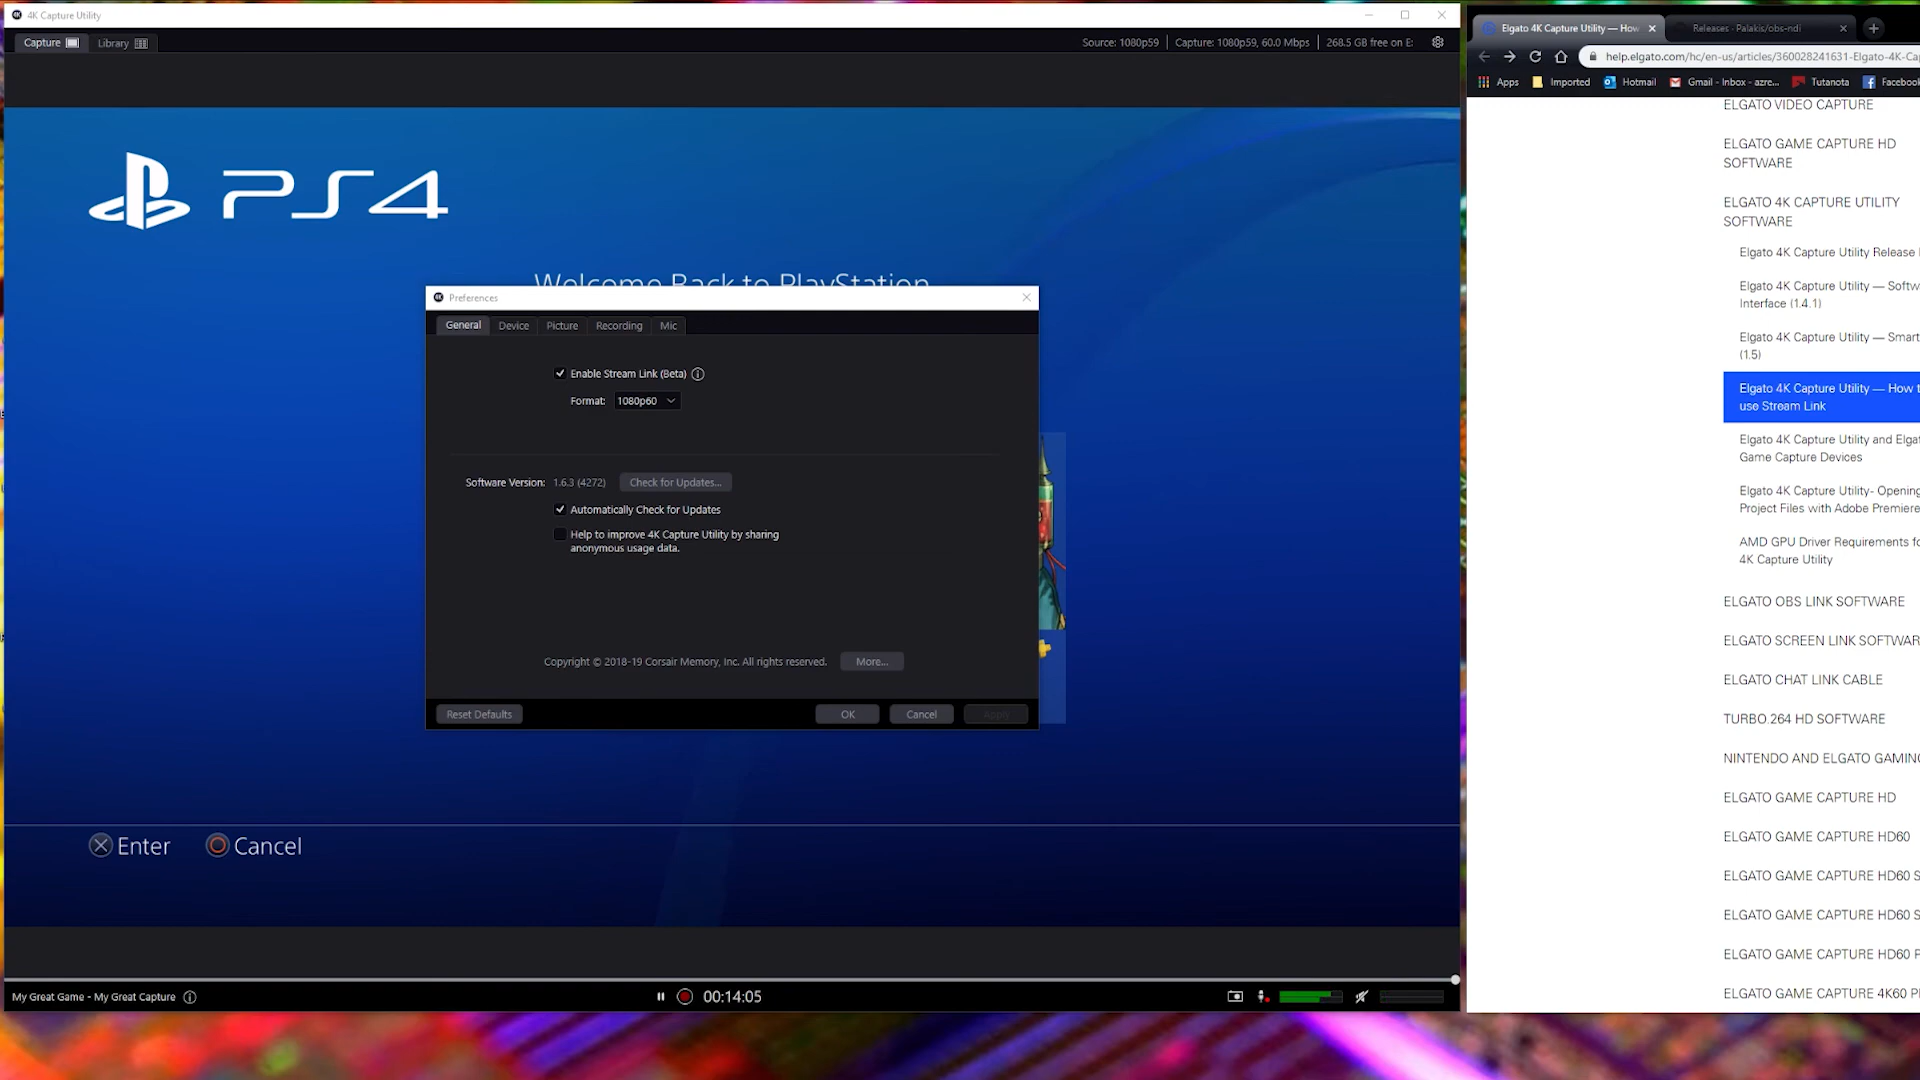 4K Capture Utility
Capture
Library
Source: 1080p59
Capture: 1080p59, 60.0 Mbps
268.5 GB free on E:
PS4
Welcome Back to PlayStation
Preferences
General
Device
Picture
Recording
Mic
Enable Stream Link (Beta)
Format: 1080p60
Software Version: 1.6.3 (4272)
Check for Updates...
Automatically Check for Updates
Help to improve 4K Capture Utility by sharing
anonymous usage data.
Copyright © 2018-19 Corsair Memory, Inc. All rights reserved.
More...
Reset Defaults
OK
Cancel
Apply
Enter
Cancel
My Great Game - My Great Capture
00:14:05
Elgato 4K Capture Utility — How
Releases · Palakis/obs-ndi
help.elgato.com/hc/en-us/articles/360028241631-Elgato-4K-Ca
Apps
Imported
Hotmail
Gmail - Inbox - azre...
Tutanota
Facebook
ELGATO VIDEO CAPTURE
ELGATO GAME CAPTURE HD
SOFTWARE
ELGATO 4K CAPTURE UTILITY
SOFTWARE
Elgato 4K Capture Utility Release
Elgato 4K Capture Utility — Softw
Interface (1.4.1)
Elgato 4K Capture Utility — Smart
(1.5)
Elgato 4K Capture Utility — How t
use Stream Link
Elgato 4K Capture Utility and Elgat
Game Capture Devices
Elgato 4K Capture Utility- Opening
Project Files with Adobe Premiere
AMD GPU Driver Requirements fo
4K Capture Utility
ELGATO OBS LINK SOFTWARE
ELGATO SCREEN LINK SOFTWAR
ELGATO CHAT LINK CABLE
TURBO.264 HD SOFTWARE
NINTENDO AND ELGATO GAMING
ELGATO GAME CAPTURE HD
ELGATO GAME CAPTURE HD60
ELGATO GAME CAPTURE HD60 S
ELGATO GAME CAPTURE HD60 S
ELGATO GAME CAPTURE HD60 P
ELGATO GAME CAPTURE 4K60 P